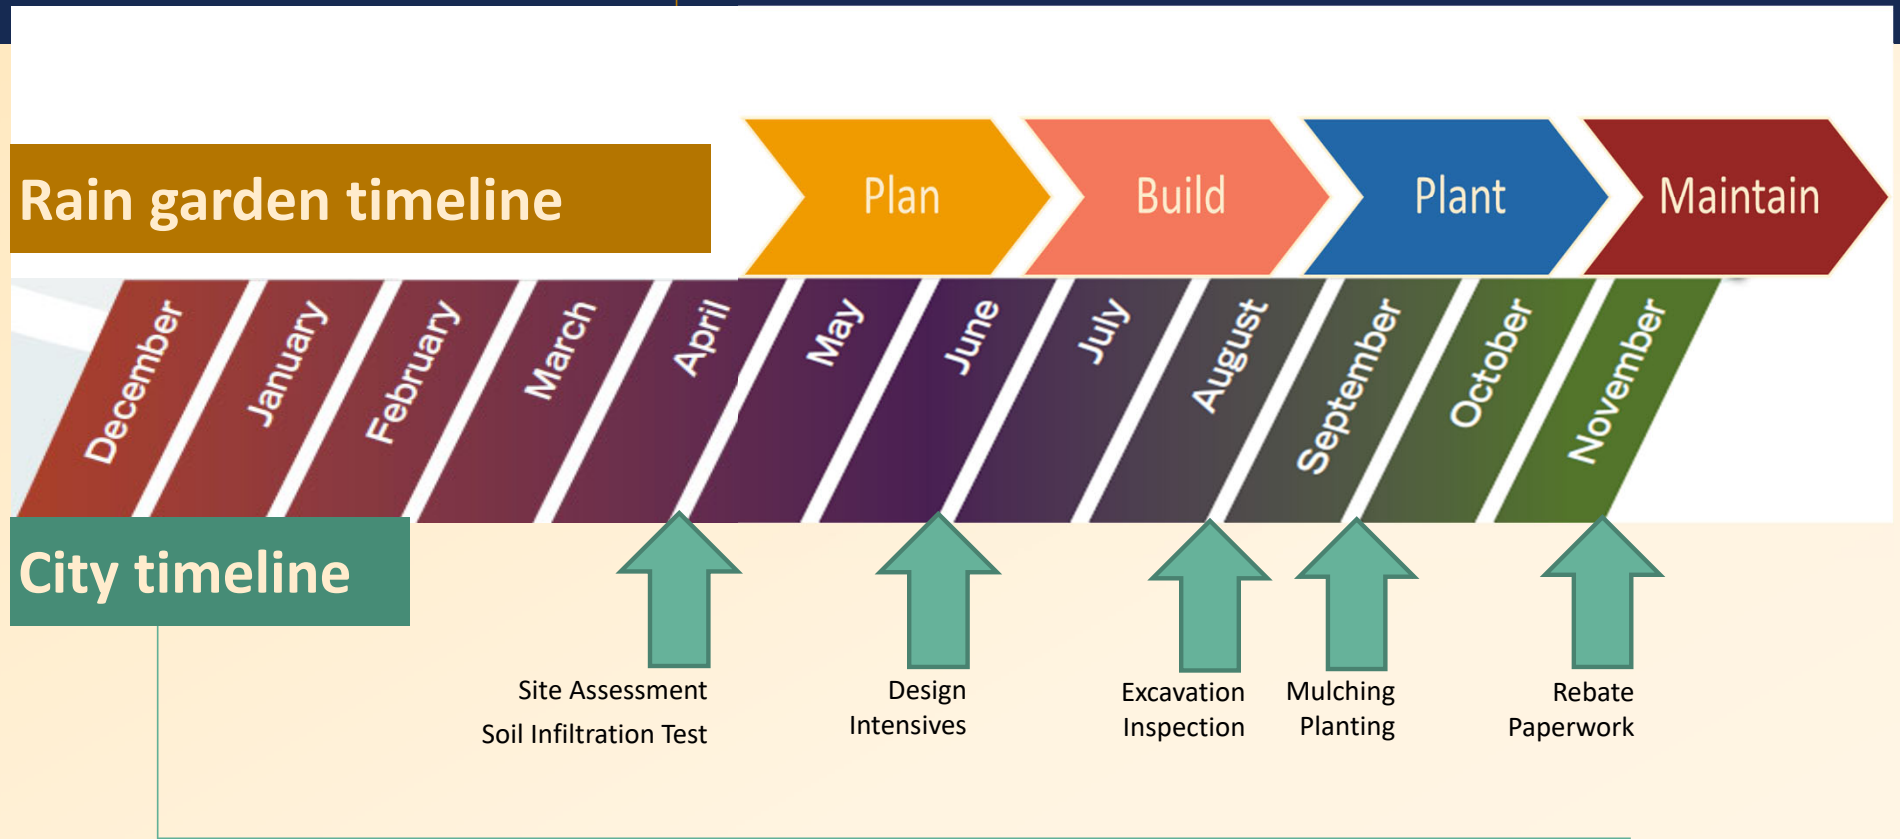 Rain garden timeline
Plan
Build
Plant
Maintain
December
January
February
March
April
May
June
July
August
September
October
November
City timeline
Site Assessment
Soil Infiltration Test
Design
Intensives
Excavation
Inspection
Mulching
Planting
Rebate
Paperwork